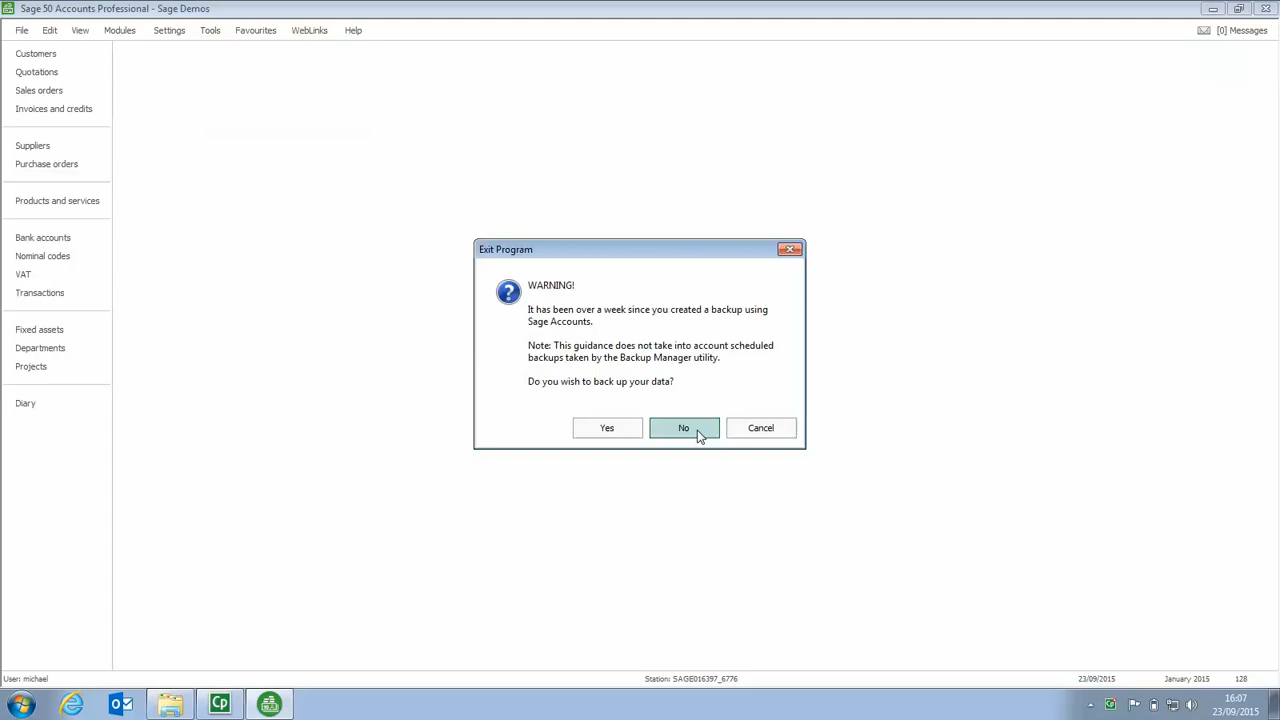 Sage 50 Accounts Professional - Sage Demos
File Edit View Modules Settings Tools Favourites WebLinks Help [0] Messages
Customers
Quotations
Sales orders
Invoices and credits
Suppliers
Purchase orders
Products and services
Bank accounts
Nominal codes
VAT
Transactions
Fixed assets
Departments
Projects
Diary
Exit Program
WARNING!
It has been over a week since you created a backup using
Sage Accounts.
Note: This guidance does not take into account scheduled
backups taken by the Backup Manager utility.
Do you wish to back up your data?
Yes No Cancel
User: michael Station: SAGE016397_6776 23/09/2015 January 2015 128
Cp
16:07
23/09/2015